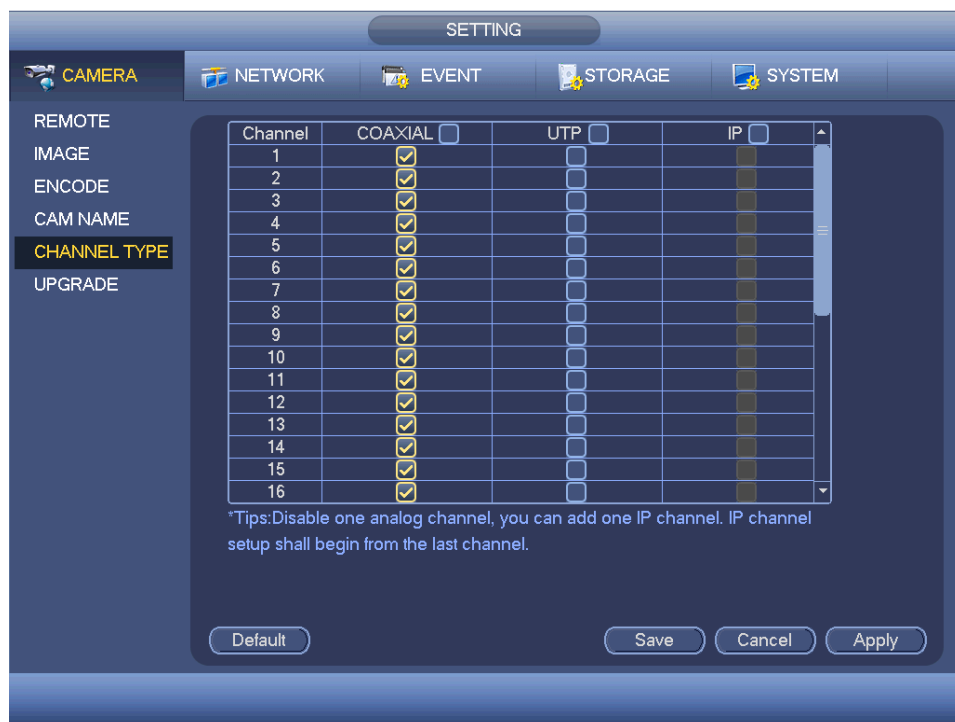 SETTING
CAMERA NETWORK EVENT STORAGE SYSTEM
REMOTE
IMAGE
ENCODE
CAM NAME
CHANNEL TYPE
UPGRADE
Channel COAXIAL UTP IP
1
2
3
4
5
6
7
8
9
10
11
12
13
14
15
16
*Tips:Disable one analog channel, you can add one IP channel. IP channel
setup shall begin from the last channel.
Default Save Cancel Apply